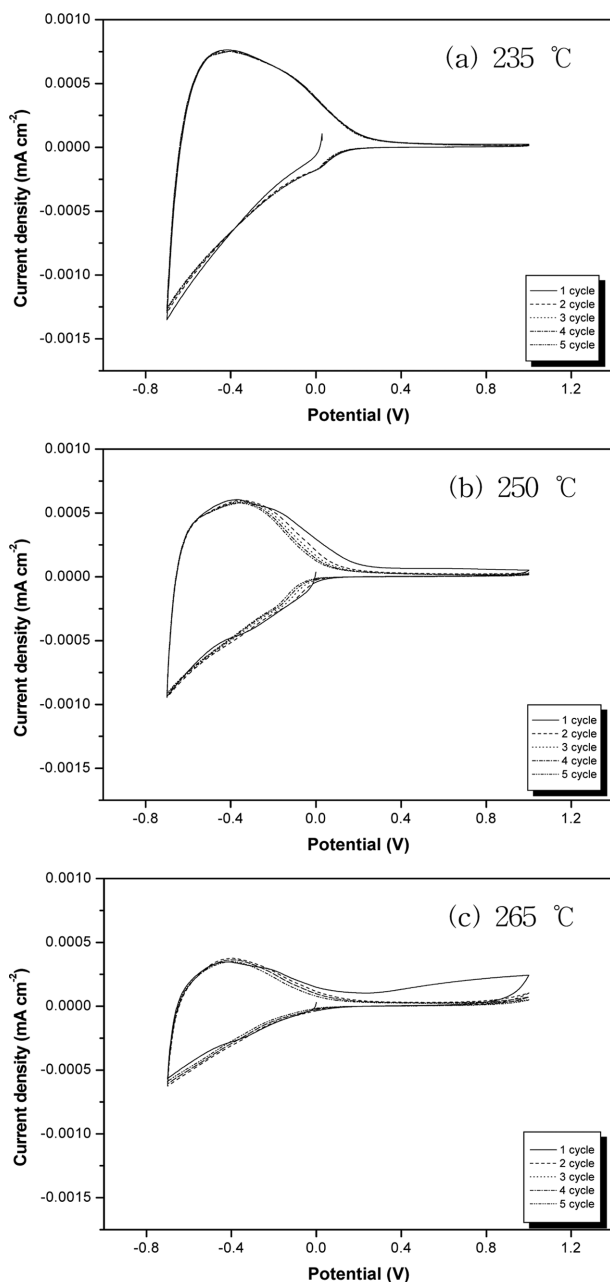 (a) 235 ℃
Current density (mA cm⁻²)
0.0010
0.0005
0.0000
-0.0005
-0.0010
-0.0015
1 cycle
2 cycle
3 cycle
4 cycle
5 cycle
-0.8 -0.4 0.0 0.4 0.8 1.2
Potential (V)
(b) 250 ℃
Current density (mA cm⁻²)
0.0010
0.0005
0.0000
-0.0005
-0.0010
-0.0015
1 cycle
2 cycle
3 cycle
4 cycle
5 cycle
-0.8 -0.4 0.0 0.4 0.8 1.2
Potential (V)
(c) 265 ℃
Current density (mA cm⁻²)
0.0010
0.0005
0.0000
-0.0005
-0.0010
-0.0015
1 cycle
2 cycle
3 cycle
4 cycle
5 cycle
-0.8 -0.4 0.0 0.4 0.8 1.2
Potential (V)